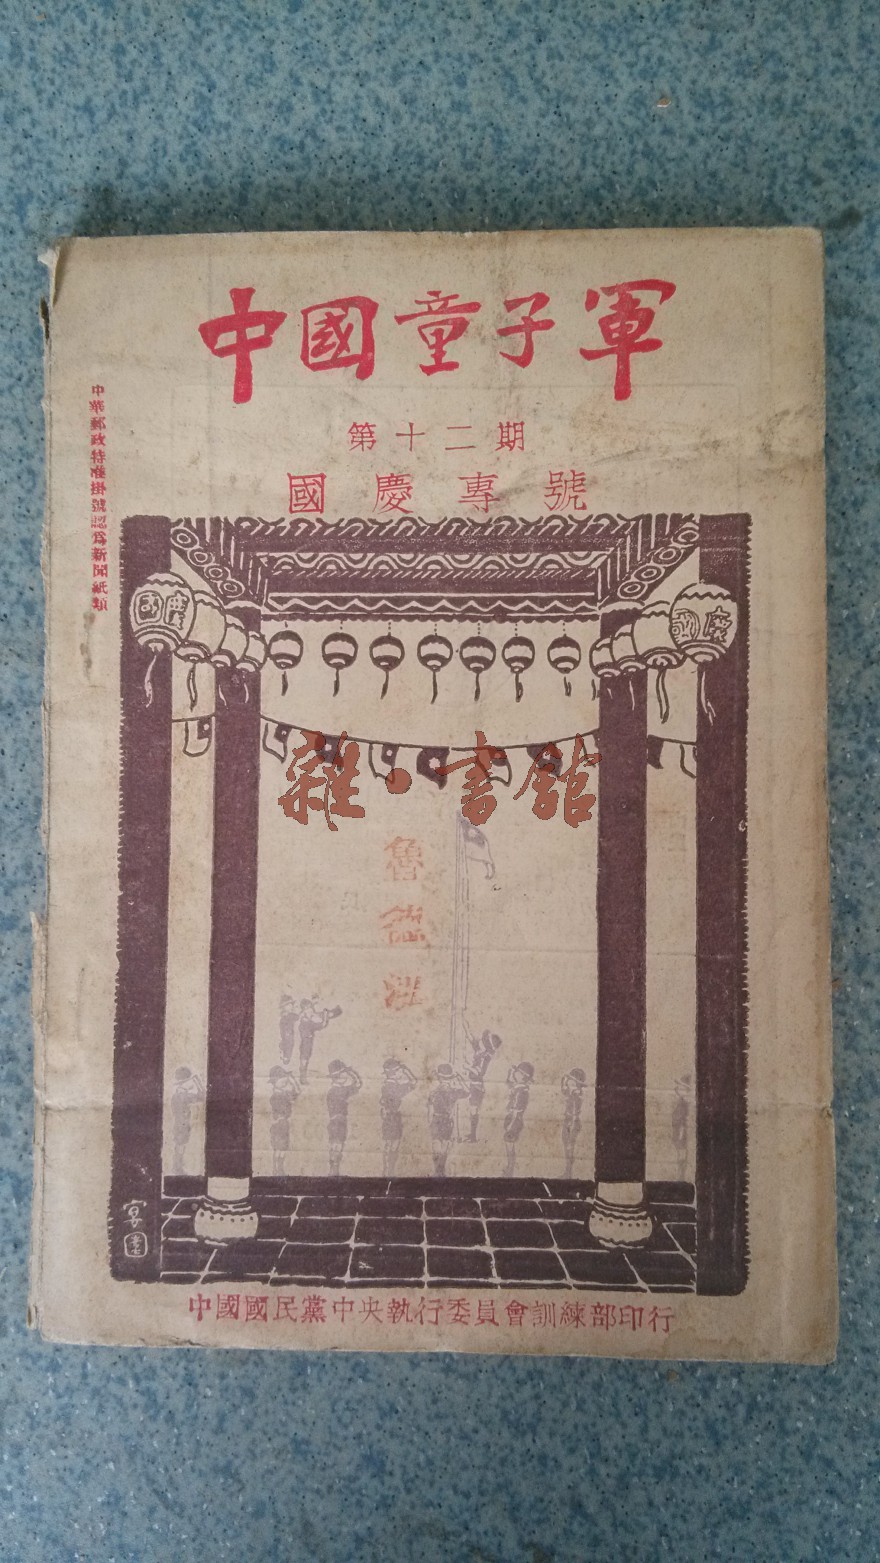 中國童子軍
第十二期
國慶專號
中華郵政特准掛號認爲新聞紙類
國慶
國慶
雜·書館
魯
中國國民黨中央執行委員會訓練部印行